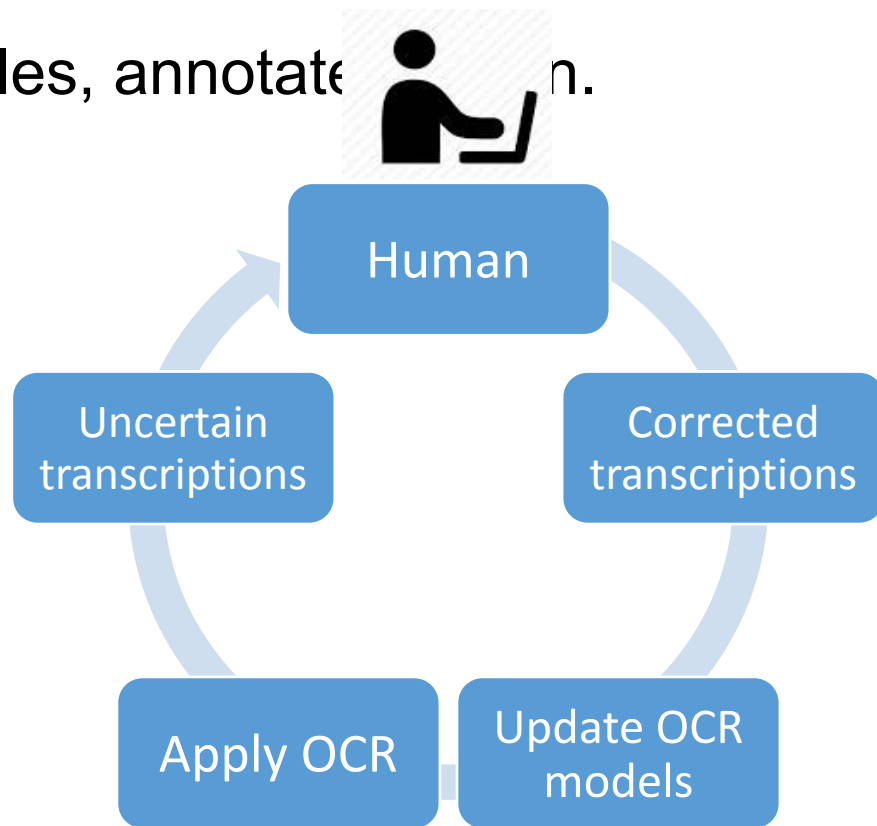 les, annotate n.
Human
Uncertain
transcriptions
Corrected
transcriptions
Apply OCR
Update OCR
models